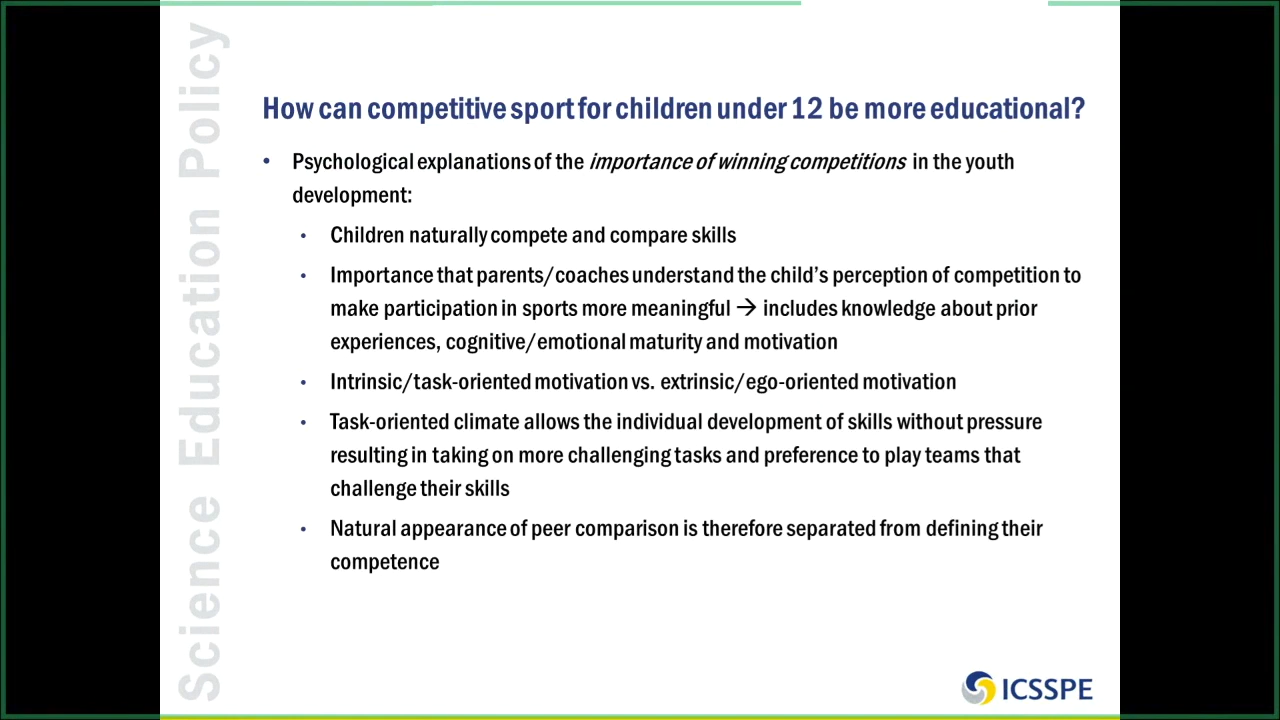 Science Education Policy
How can competitive sport for children under 12 be more educational?
• Psychological explanations of the importance of winning competitions in the youth
development:
• Children naturally compete and compare skills
• Importance that parents/coaches understand the child's perception of competition to
make participation in sports more meaningful → includes knowledge about prior
experiences, cognitive/emotional maturity and motivation
• Intrinsic/task-oriented motivation vs. extrinsic/ego-oriented motivation
• Task-oriented climate allows the individual development of skills without pressure
resulting in taking on more challenging tasks and preference to play teams that
challenge their skills
• Natural appearance of peer comparison is therefore separated from defining their
competence
ICSSPE